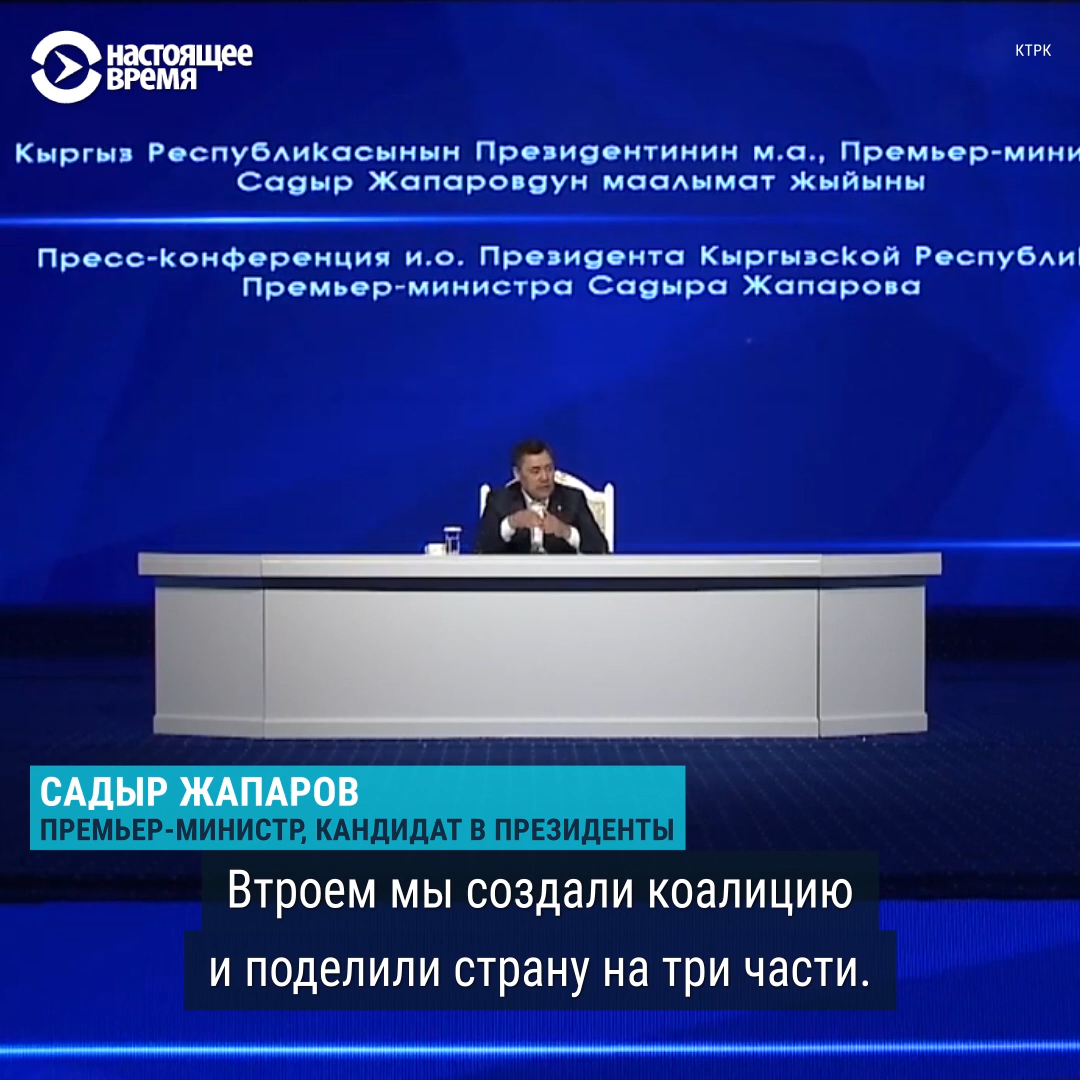 НАСТОЯЩЕЕ
ВРЕМЯ
КТРК
Кыргыз Республикасынын Президентинин м.а., Премьер-мини
Садыр Жапаровдун маалымат жыйыны
Пресс-конференция и.о. Президента Кыргызской Республи
Премьер-министра Садыра Жапарова
САДЫР ЖАПАРОВ
ПРЕМЬЕР-МИНИСТР, КАНДИДАТ В ПРЕЗИДЕНТЫ
Втроем мы создали коалицию
и поделили страну на три части.